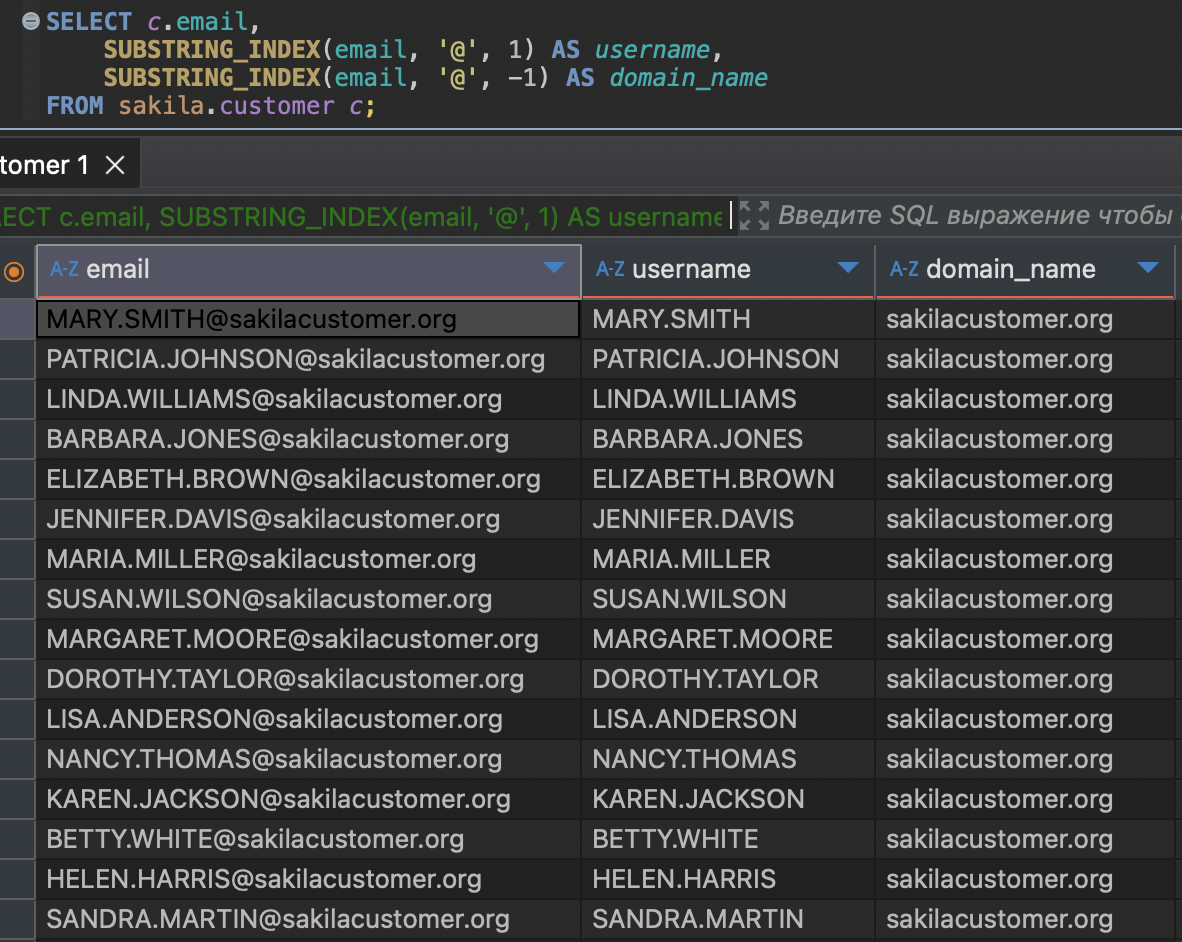 SELECT c.email,
SUBSTRING_INDEX(email, '@', 1) AS username,
SUBSTRING_INDEX(email, '@', -1) AS domain_name
FROM sakila.customer c;
tomer 1
LECT c.email, SUBSTRING_INDEX(email, '@', 1) AS username Введите SQL выражение чтобы
A-Z email A-Z username A-Z domain_name
MARY.SMITH@sakilacustomer.org MARY.SMITH sakilacustomer.org
PATRICIA.JOHNSON@sakilacustomer.org PATRICIA.JOHNSON sakilacustomer.org
LINDA.WILLIAMS@sakilacustomer.org LINDA.WILLIAMS sakilacustomer.org
BARBARA.JONES@sakilacustomer.org BARBARA.JONES sakilacustomer.org
ELIZABETH.BROWN@sakilacustomer.org ELIZABETH.BROWN sakilacustomer.org
JENNIFER.DAVIS@sakilacustomer.org JENNIFER.DAVIS sakilacustomer.org
MARIA.MILLER@sakilacustomer.org MARIA.MILLER sakilacustomer.org
SUSAN.WILSON@sakilacustomer.org SUSAN.WILSON sakilacustomer.org
MARGARET.MOORE@sakilacustomer.org MARGARET.MOORE sakilacustomer.org
DOROTHY.TAYLOR@sakilacustomer.org DOROTHY.TAYLOR sakilacustomer.org
LISA.ANDERSON@sakilacustomer.org LISA.ANDERSON sakilacustomer.org
NANCY.THOMAS@sakilacustomer.org NANCY.THOMAS sakilacustomer.org
KAREN.JACKSON@sakilacustomer.org KAREN.JACKSON sakilacustomer.org
BETTY.WHITE@sakilacustomer.org BETTY.WHITE sakilacustomer.org
HELEN.HARRIS@sakilacustomer.org HELEN.HARRIS sakilacustomer.org
SANDRA.MARTIN@sakilacustomer.org SANDRA.MARTIN sakilacustomer.org